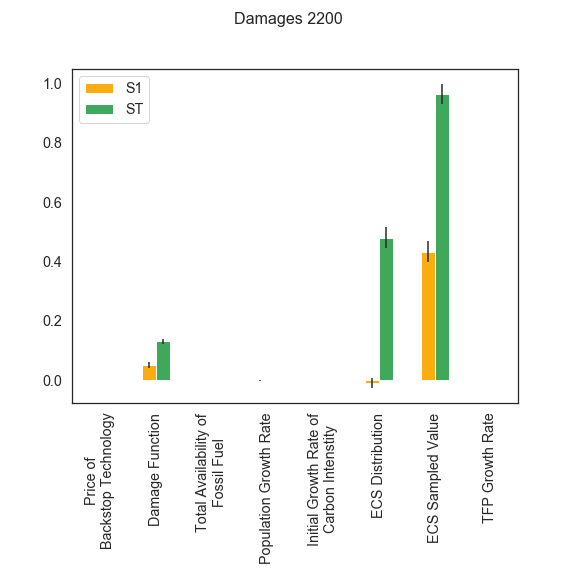 Damages 2200
S1
ST
1.0
0.8
0.6
0.4
0.2
0.0
Price of
Backstop Technology
Damage Function
Total Availability of
Fossil Fuel
Population Growth Rate
Initial Growth Rate of
Carbon Intenstity
ECS Distribution
ECS Sampled Value
TFP Growth Rate